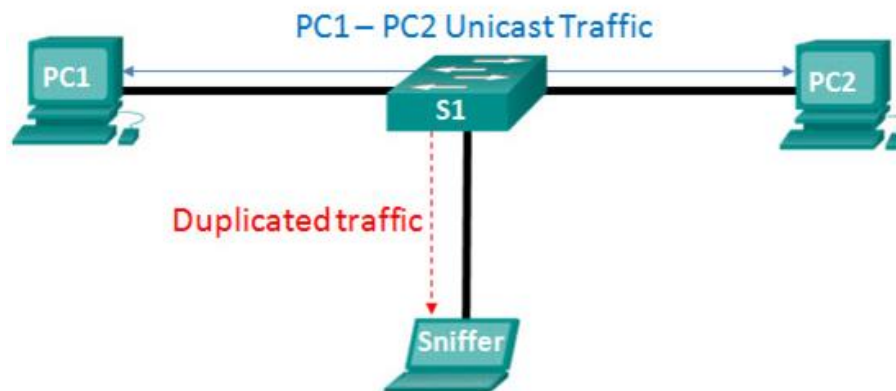 PC1 – PC2 Unicast Traffic
PC1
S1
PC2
Duplicated traffic
Sniffer